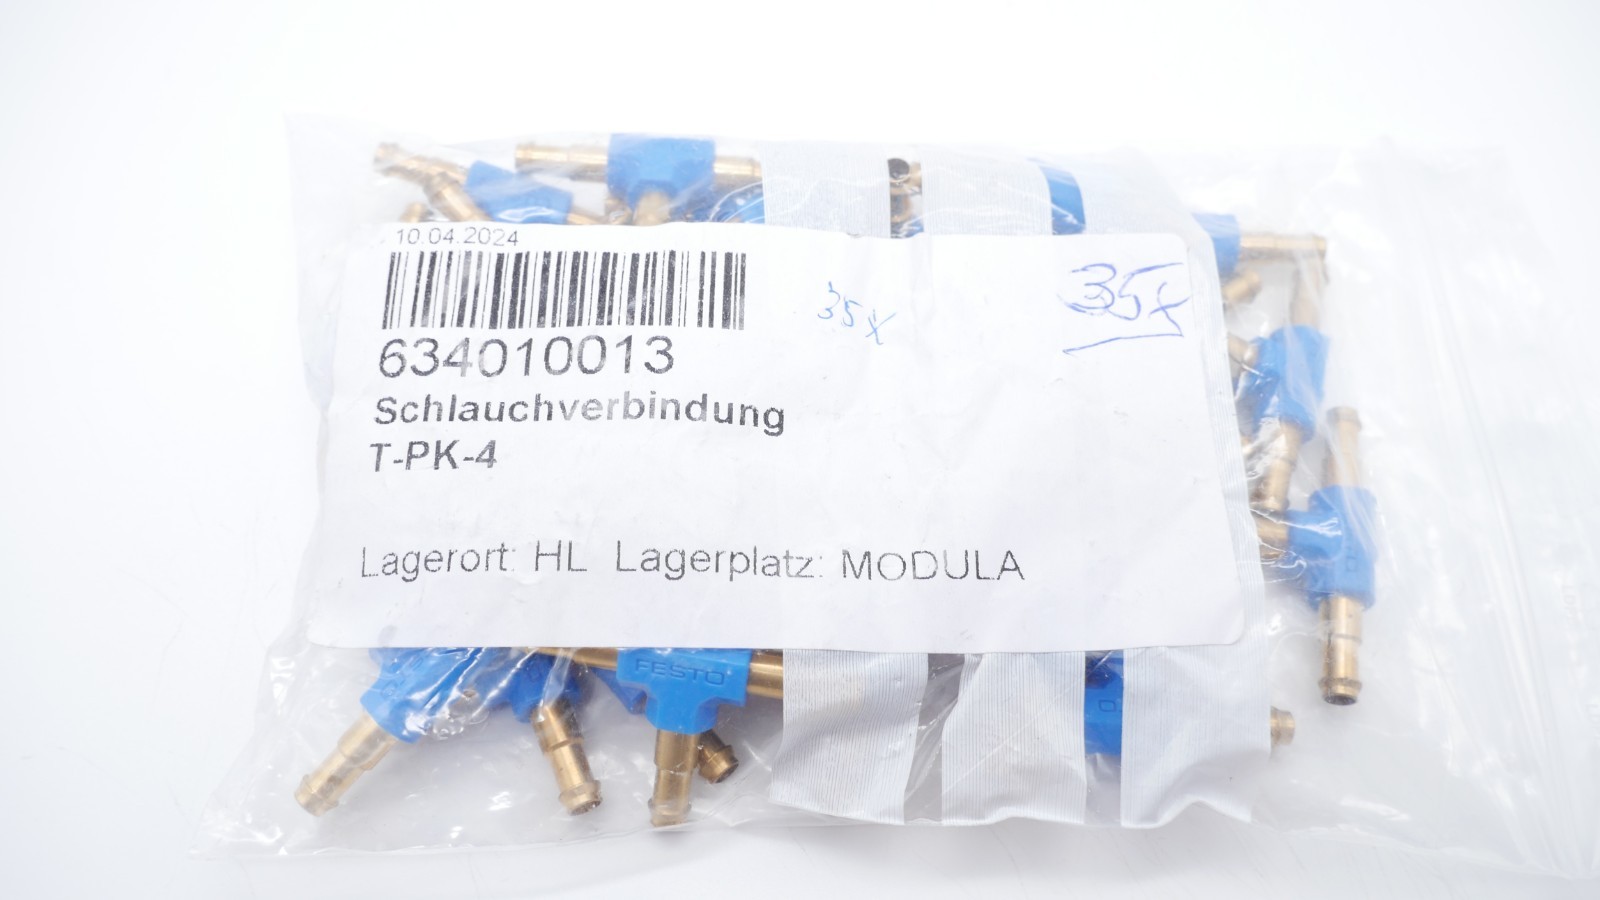 10.04.2024
35x
35x
634010013
Schlauchverbindung
T-PK-4
Lagerort: HL Lagerplatz: MODULA
FESTO